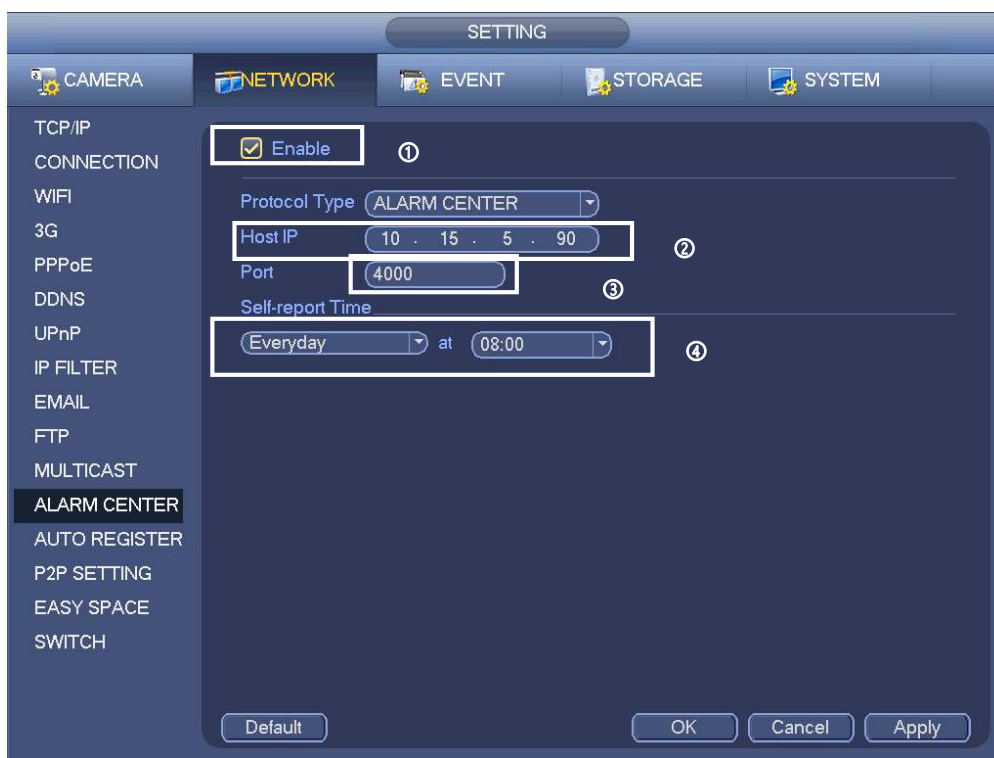 SETTING
CAMERA NETWORK EVENT STORAGE SYSTEM
TCP/IP
CONNECTION
WIFI
3G
PPPoE
DDNS
UPnP
IP FILTER
EMAIL
FTP
MULTICAST
ALARM CENTER
AUTO REGISTER
P2P SETTING
EASY SPACE
SWITCH
Enable ①
Protocol Type ALARM CENTER
Host IP 10 . 15 . 5 . 90 ②
Port 4000 ③
Self-report Time
Everyday at 08:00 ④
Default OK Cancel Apply